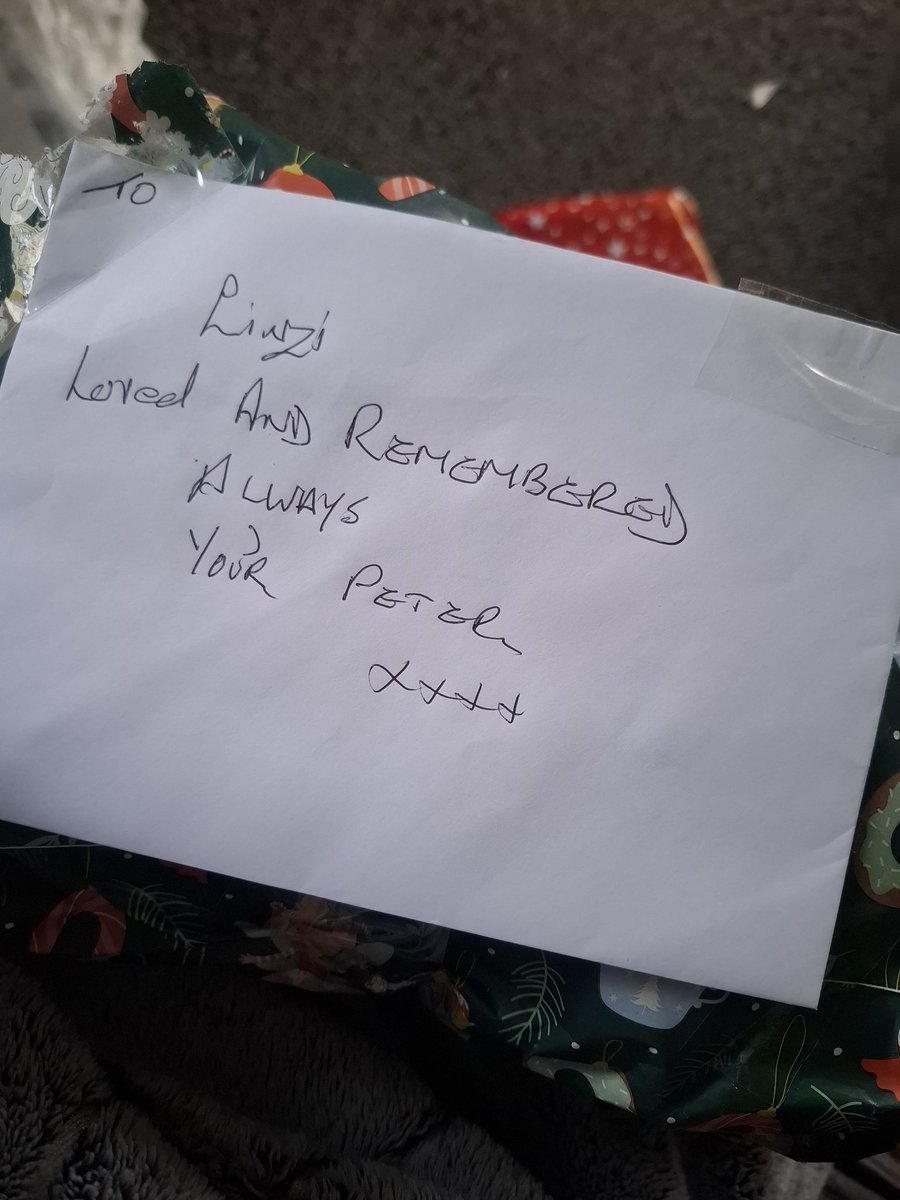 TO
Linzi
Loved AND REMEMBERED
ALWAYS
YOUR PETER
xxxx